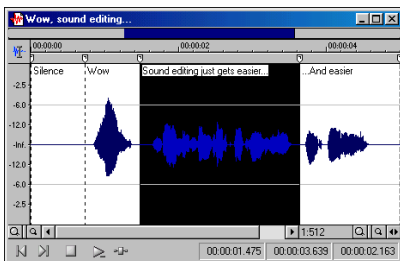 Wow, sound editing...
00:00:00 00:00:02 00:00:04
Silence Wow Sound editing just gets easier... ...And easier
-2.5
-6.0
-12.0
-Inf.
-12.0
-6.0
-2.5
1:512
00:00:01.475 00:00:03.639 00:00:02.163